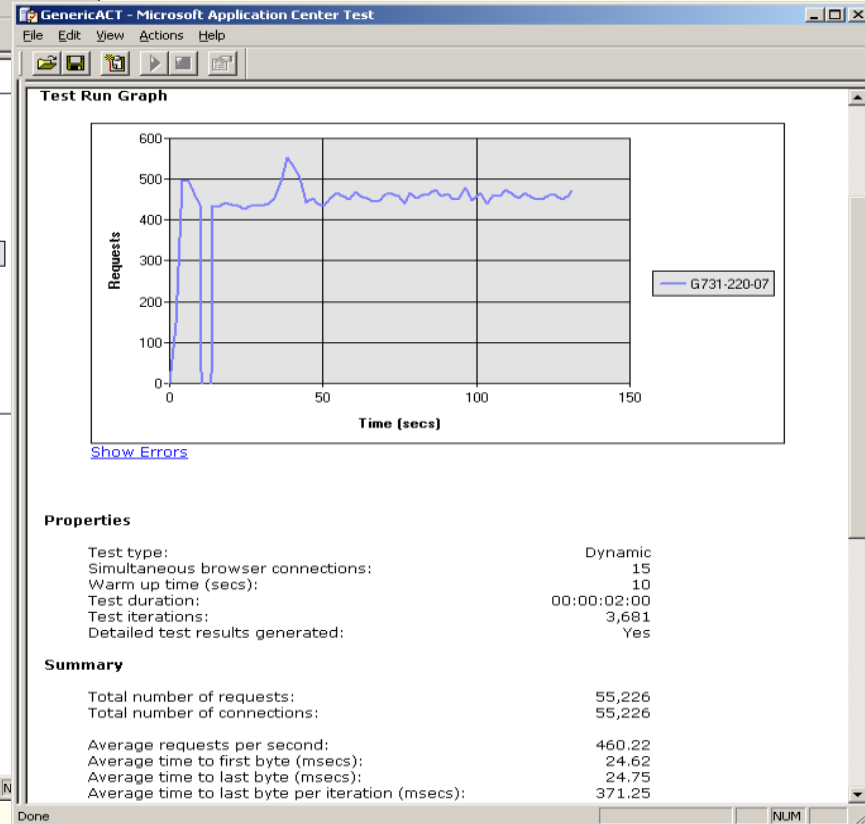 GenericACT - Microsoft Application Center Test
File Edit View Actions Help
Test Run Graph
600
500
400
300
200
100
0
Requests
0 50 100 150
Time (secs)
G731-220-07
Show Errors
Properties
Test type: Dynamic
Simultaneous browser connections: 15
Warm up time (secs): 10
Test duration: 00:00:02:00
Test iterations: 3,681
Detailed test results generated: Yes
Summary
Total number of requests: 55,226
Total number of connections: 55,226
Average requests per second: 460.22
Average time to first byte (msecs): 24.62
Average time to last byte (msecs): 24.75
Average time to last byte per iteration (msecs): 371.25
Done NUM